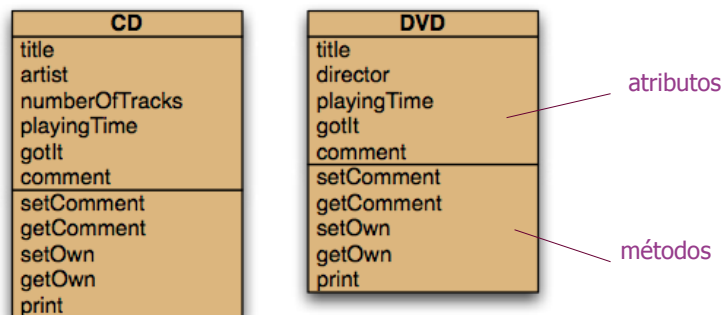 CD
title
artist
numberOfTracks
playingTime
gotIt
comment
setComment
getComment
setOwn
getOwn
print
DVD
title
director
playingTime
gotIt
comment
setComment
getComment
setOwn
getOwn
print
atributos
métodos